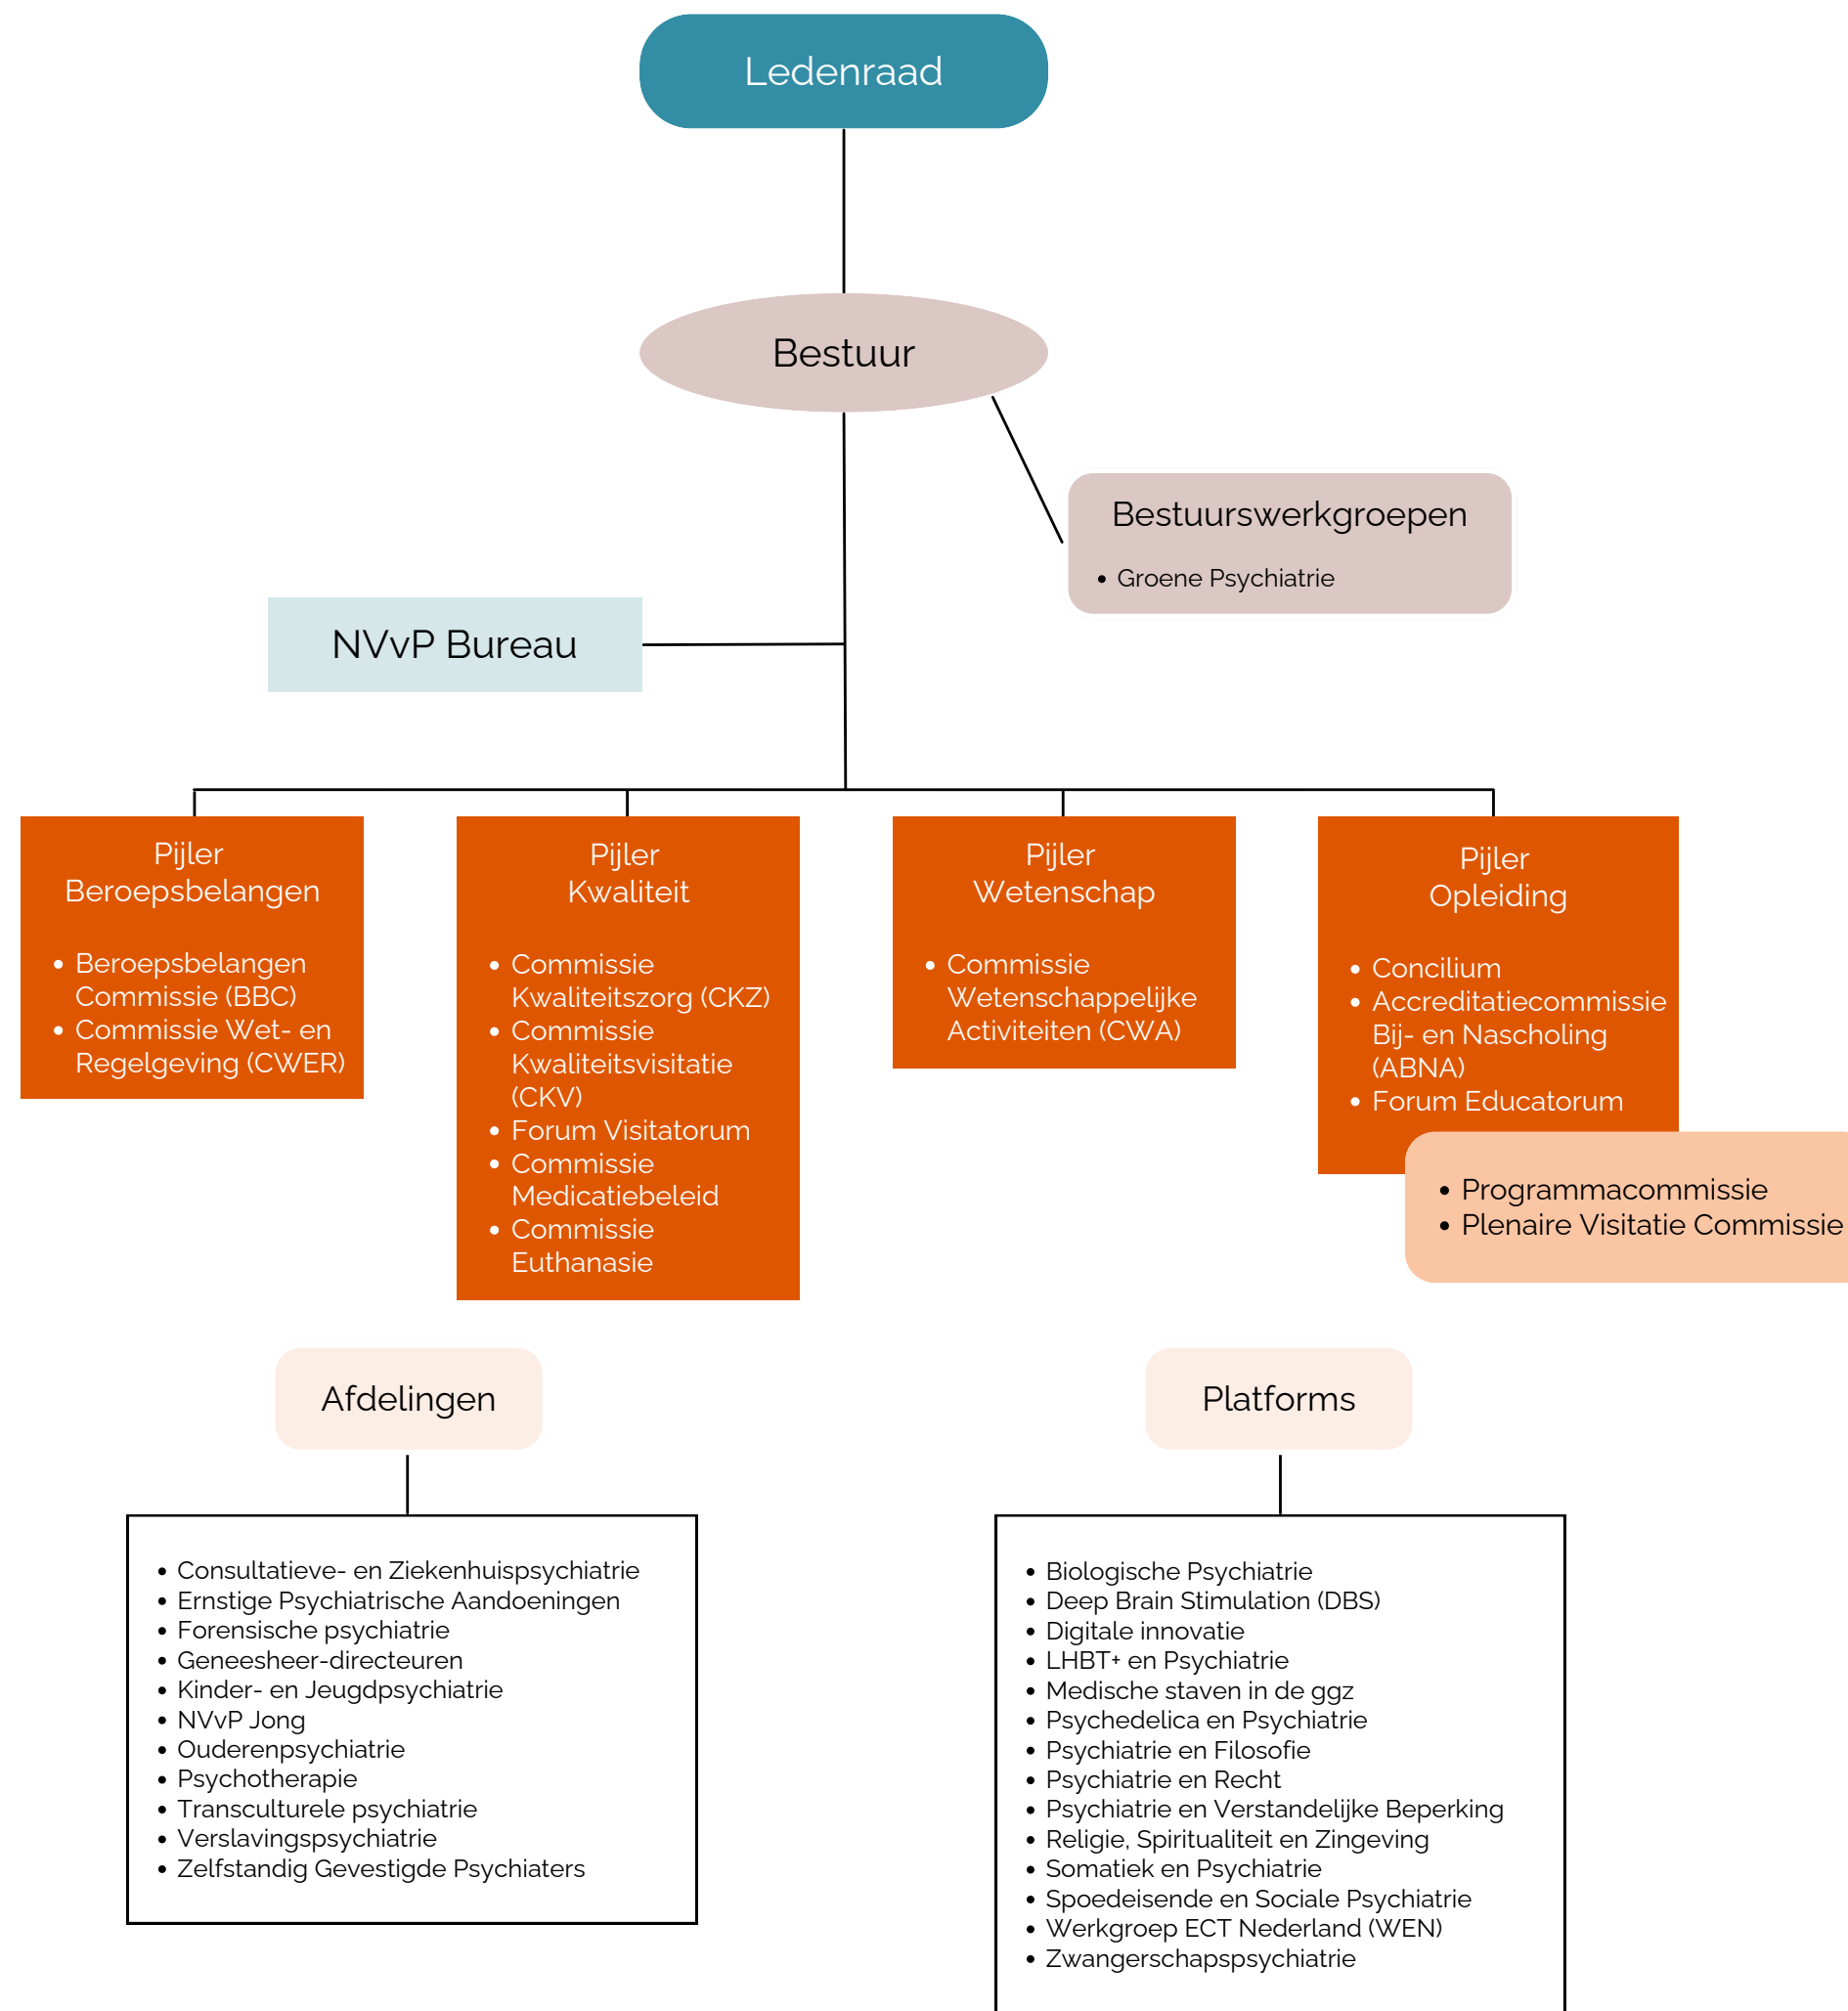 Ledenraad
Bestuur
Bestuurswerkgroepen
• Groene Psychiatrie
NVvP Bureau
Pijler
Beroepsbelangen
• Beroepsbelangen
Commissie (BBC)
• Commissie Wet- en
Regelgeving (CWER)
Pijler
Kwaliteit
• Commissie
Kwaliteitszorg (CKZ)
• Commissie
Kwaliteitsvisitatie
(CKV)
• Forum Visitatorum
• Commissie
Medicatiebeleid
• Commissie
Euthanasie
Pijler
Wetenschap
• Commissie
Wetenschappelijke
Activiteiten (CWA)
Pijler
Opleiding
• Concilium
• Accreditatiecommissie
Bij- en Nascholing
(ABNA)
• Forum Educatorum
• Programmacommissie
• Plenaire Visitatie Commissie
Afdelingen
• Consultatieve- en Ziekenhuispsychiatrie
• Ernstige Psychiatrische Aandoeningen
• Forensische psychiatrie
• Geneesheer-directeuren
• Kinder- en Jeugdpsychiatrie
• NVvP Jong
• Ouderenpsychiatrie
• Psychotherapie
• Transculturele psychiatrie
• Verslavingspsychiatrie
• Zelfstandig Gevestigde Psychiaters
Platforms
• Biologische Psychiatrie
• Deep Brain Stimulation (DBS)
• Digitale innovatie
• LHBT+ en Psychiatrie
• Medische staven in de ggz
• Psychedelica en Psychiatrie
• Psychiatrie en Filosofie
• Psychiatrie en Recht
• Psychiatrie en Verstandelijke Beperking
• Religie, Spiritualiteit en Zingeving
• Somatiek en Psychiatrie
• Spoedeisende en Sociale Psychiatrie
• Werkgroep ECT Nederland (WEN)
• Zwangerschapspsychiatrie